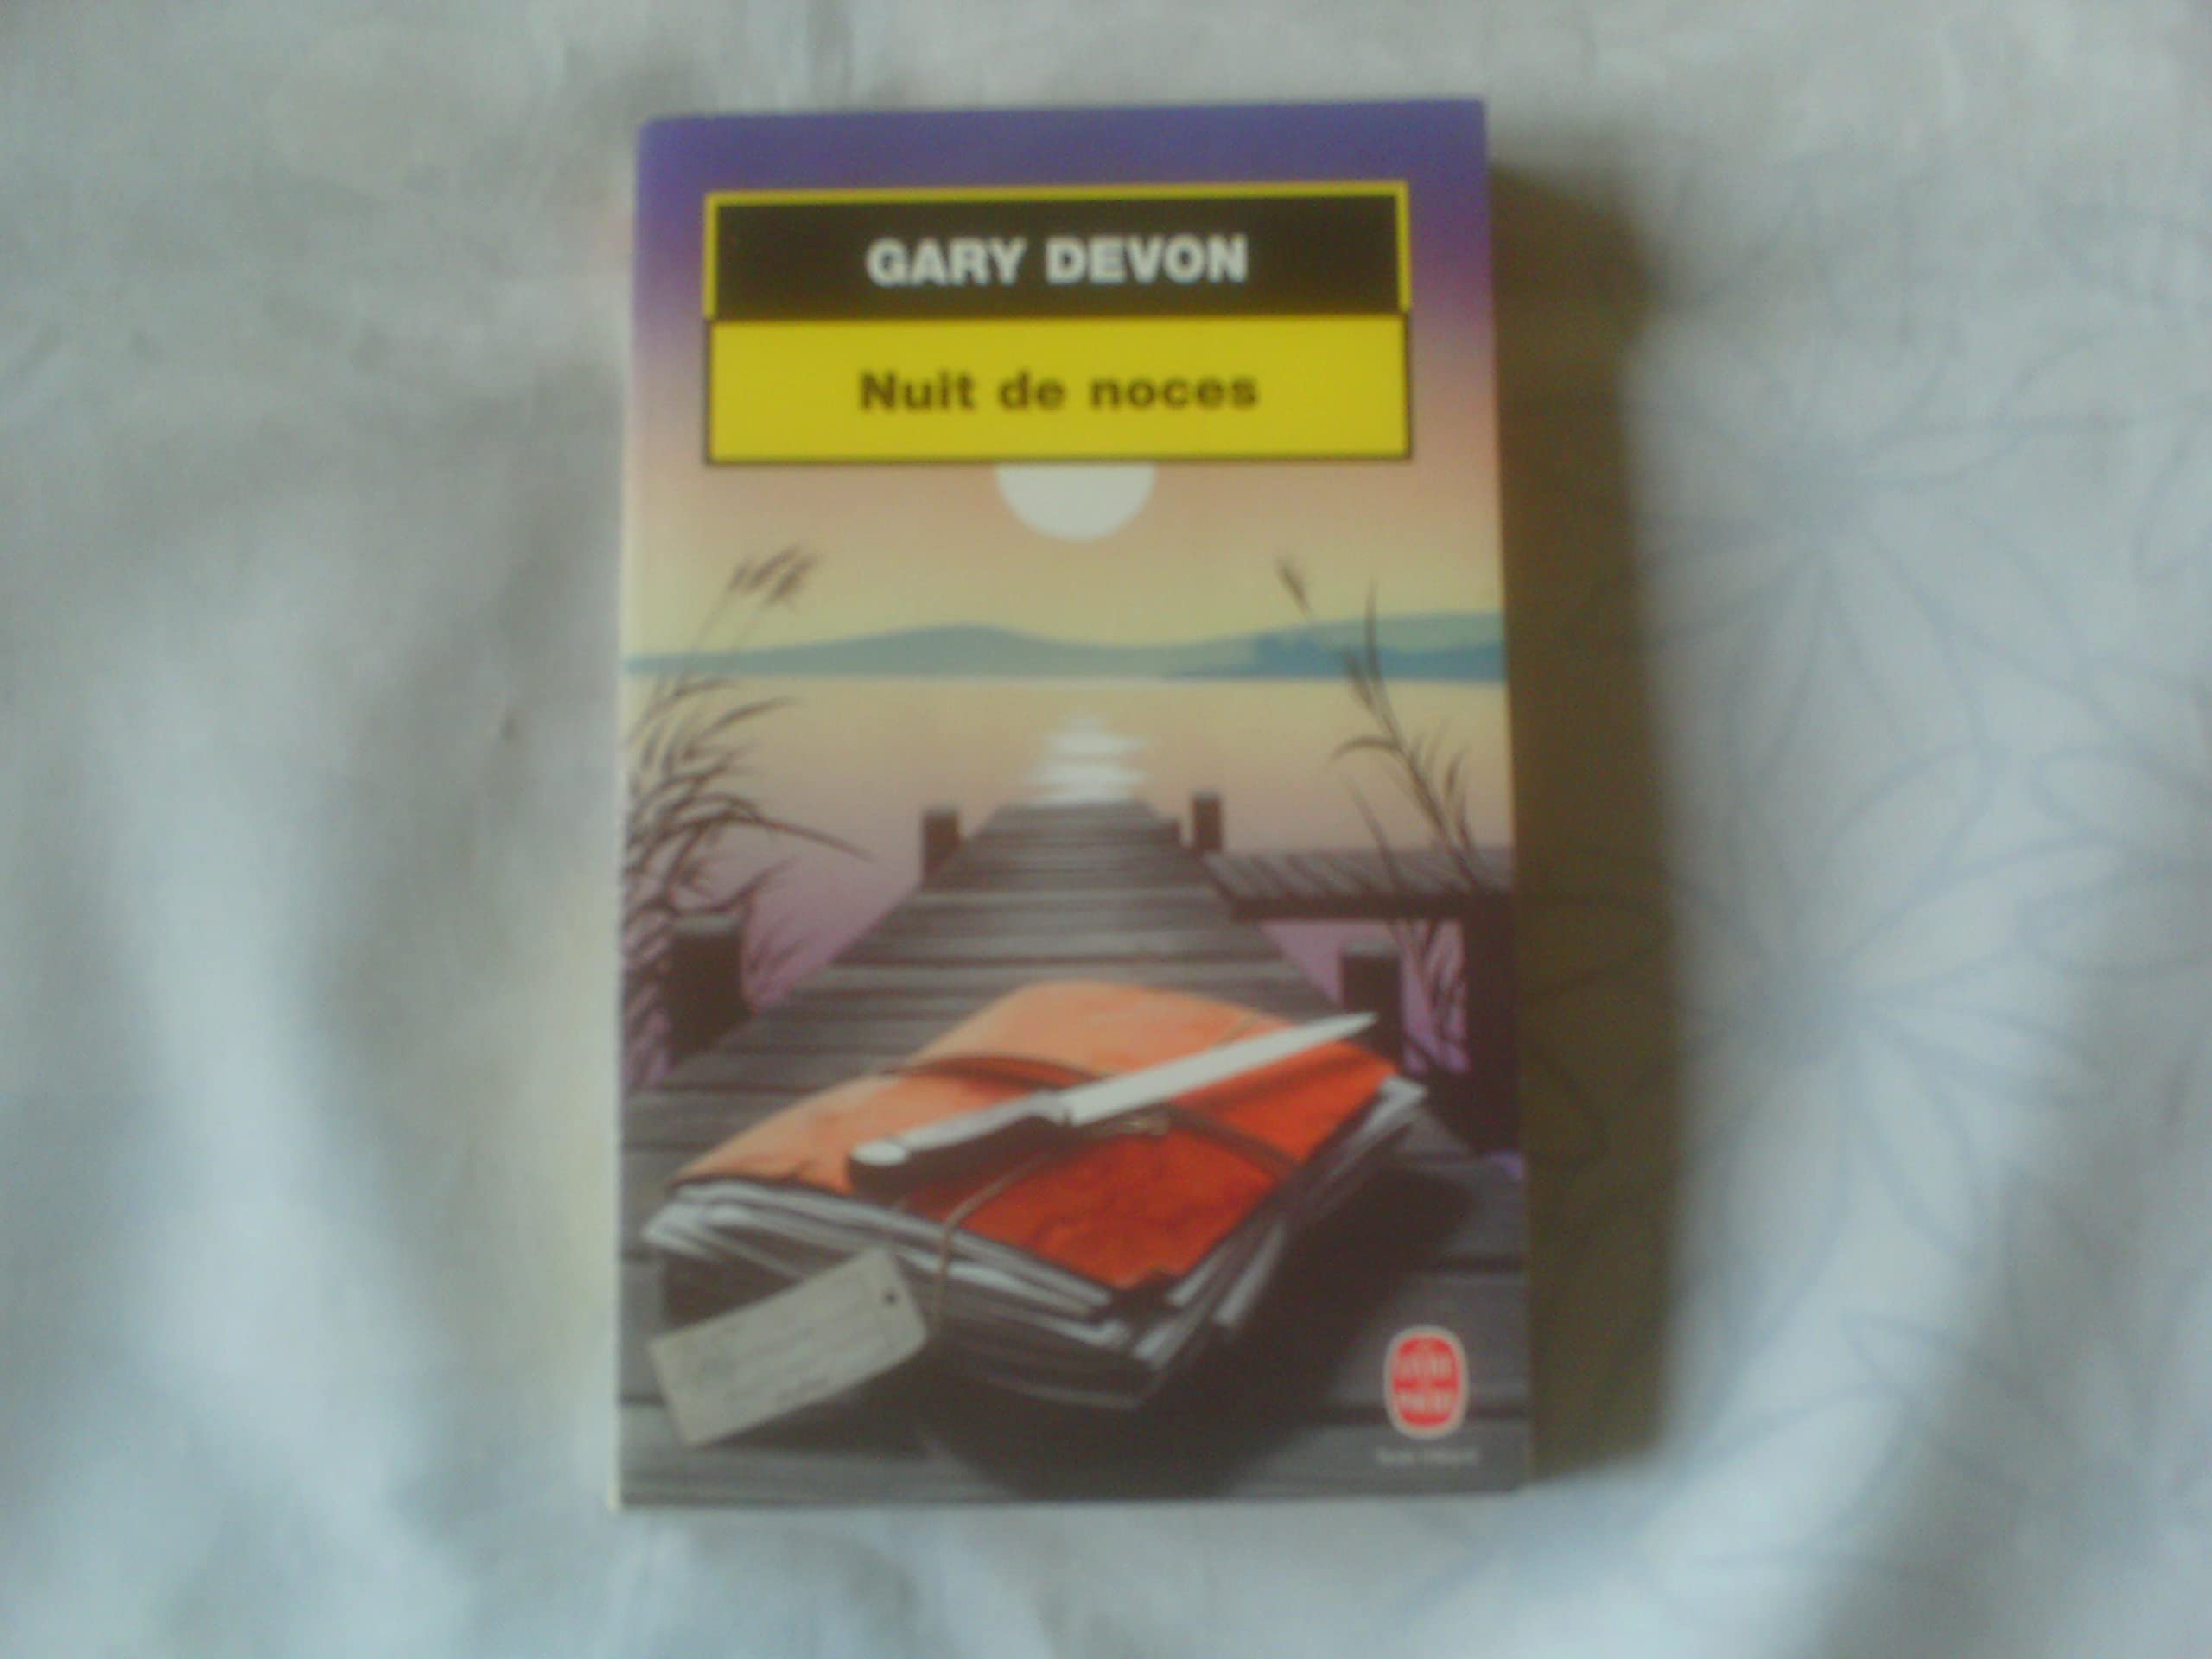 GARY DEVON
Nuit de noces